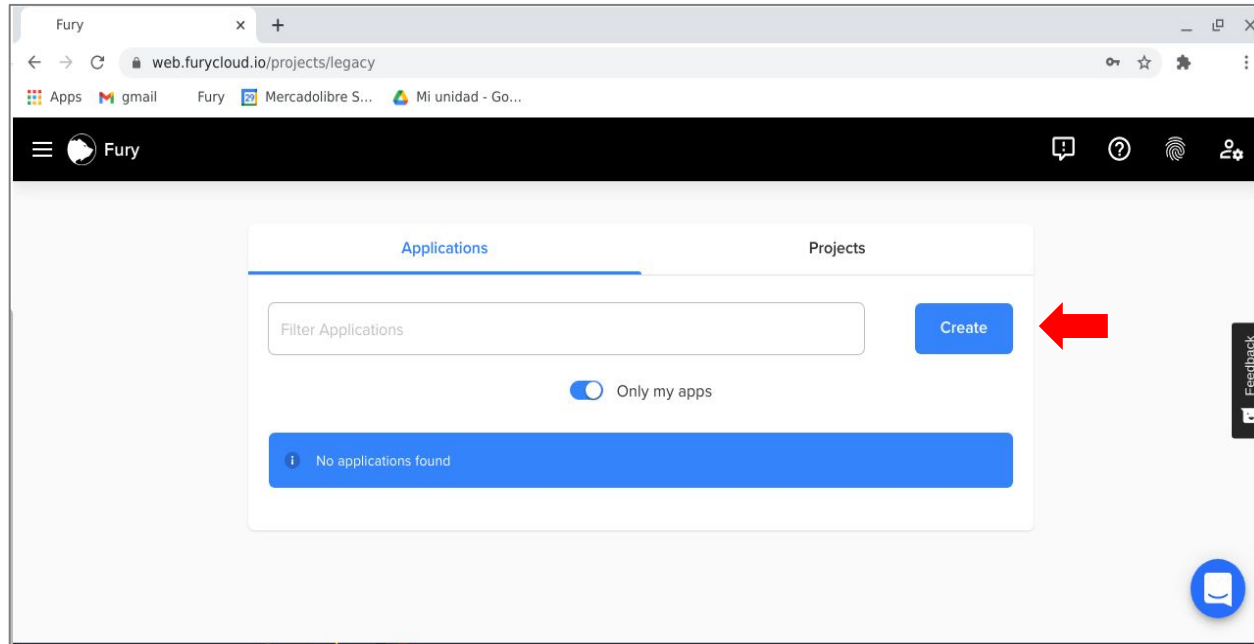 Fury
web.furycloud.io/projects/legacy
Apps gmail Fury 29 Mercadolibre S... Mi unidad - Go...
Fury
Applications Projects
Filter Applications Create
Only my apps
No applications found
Feedback